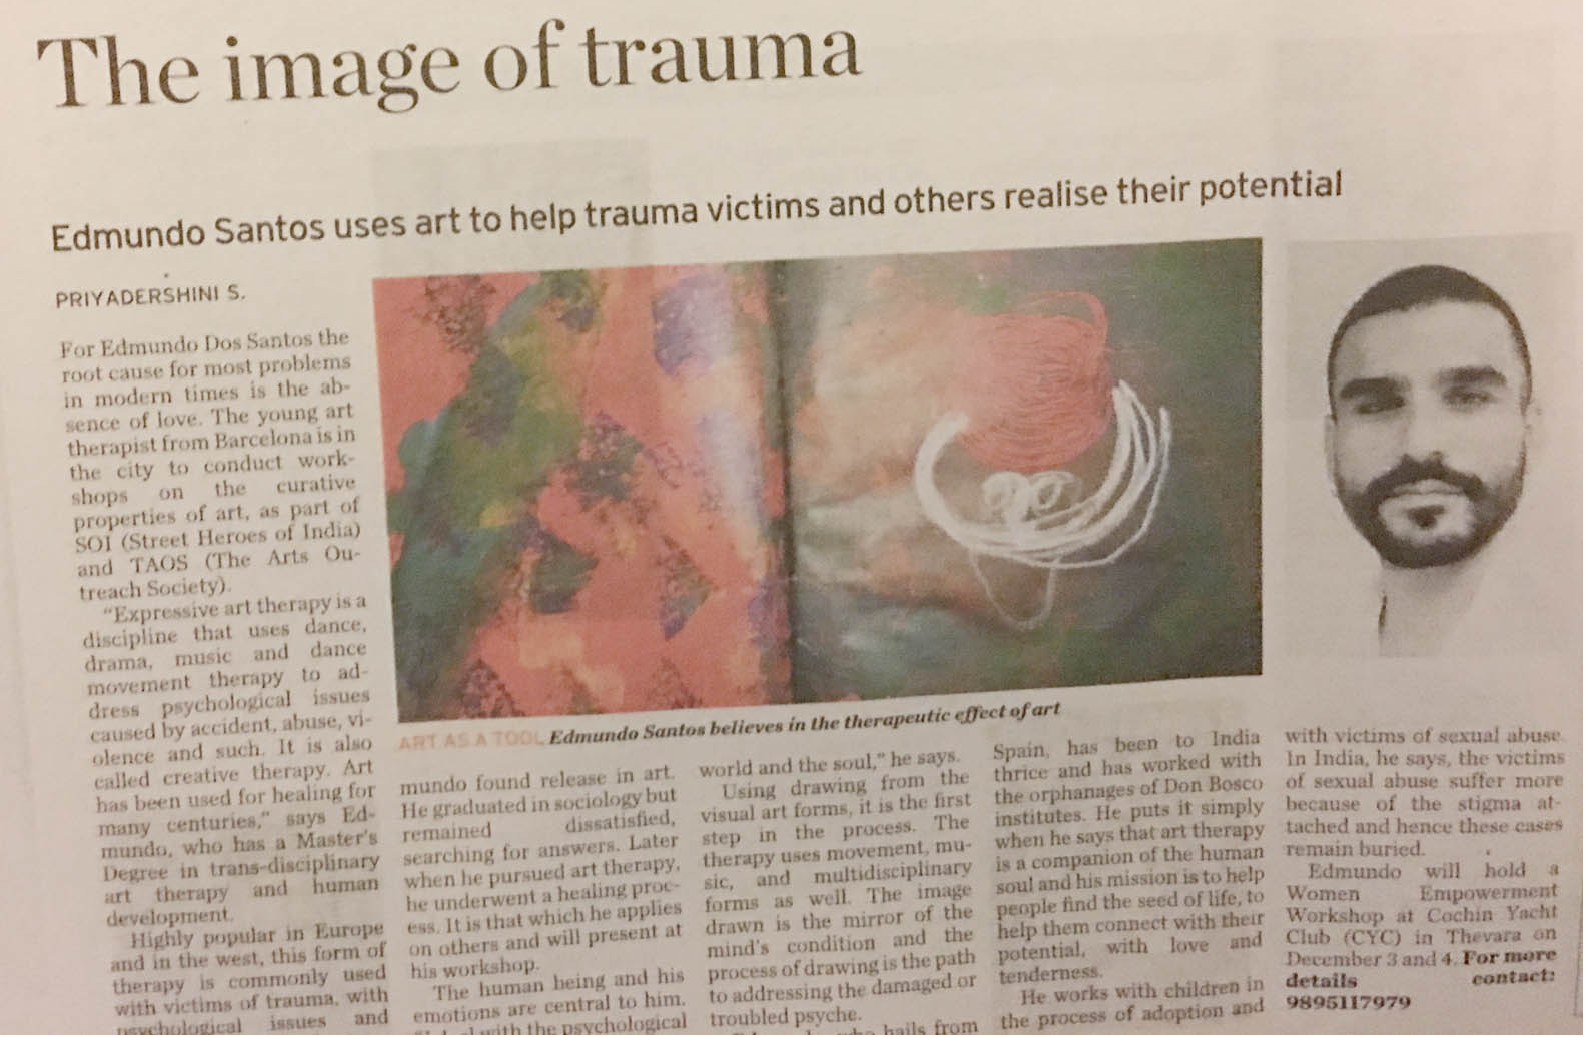 The image of trauma
Edmundo Santos uses art to help trauma victims and others realise their potential
PRIYADERSHINI S.
For Edmundo Dos Santos the
root cause for most problems
in modern times is the ab-
sence of love. The young art
therapist from Barcelona is in
the city to conduct work-
shops on the curative
properties of art, as part of
SOI (Street Heroes of India)
and TAOS (The Arts Ou-
treach Society).
“Expressive art therapy is a
discipline that uses dance,
drama, music and dance
movement therapy to ad-
dress psychological issues
caused by accident, abuse, vi-
olence and such. It is also
called creative therapy. Art
has been used for healing for
many centuries,” says Ed-
mundo, who has a Master’s
Degree in trans-disciplinary
art therapy and human
development.
Highly popular in Europe
and in the west, this form of
therapy is commonly used
with victims of trauma, with
psychological issues and
ART AS A TOOL Edmundo Santos believes in the therapeutic effect of art
mundo found release in art.
He graduated in sociology but
remained dissatisfied,
searching for answers. Later
when he pursued art therapy,
he underwent a healing proc-
ess. It is that which he applies
on others and will present at
his workshop.
The human being and his
emotions are central to him.
with the psychological
world and the soul,” he says.
Using drawing from the
visual art forms, it is the first
step in the process. The
therapy uses movement, mu-
sic, and multidisciplinary
forms as well. The image
drawn is the mirror of the
mind’s condition and the
process of drawing is the path
to addressing the damaged or
troubled psyche.
hails from
Spain, has been to India
thrice and has worked with
the orphanages of Don Bosco
institutes. He puts it simply
when he says that art therapy
is a companion of the human
soul and his mission is to help
people find the seed of life, to
help them connect with their
potential, with love and
tenderness.
He works with children in
the process of adoption and
with victims of sexual abuse.
In India, he says, the victims
of sexual abuse suffer more
because of the stigma at-
tached and hence these cases
remain buried.
Edmundo will hold a
Women Empowerment
Workshop at Cochin Yacht
Club (CYC) in Thevara on
December 3 and 4. For more
details contact:
9895117979